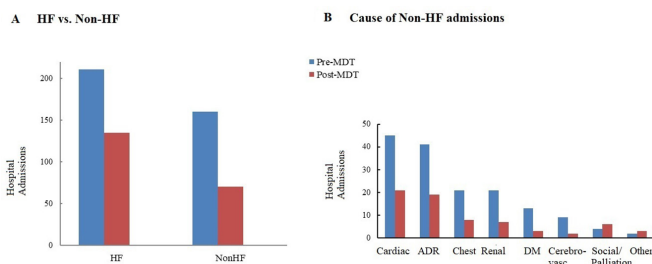 A HF vs. Non-HF
B Cause of Non-HF admissions
Pre-MDT
Post-MDT
Hospital
Admissions
200
150
100
50
0
HF NonHF
Hospital
Admissions
50
40
30
20
10
0
Cardiac ADR Chest Renal DM Cerebro- Social/ Other
vasc Palliation